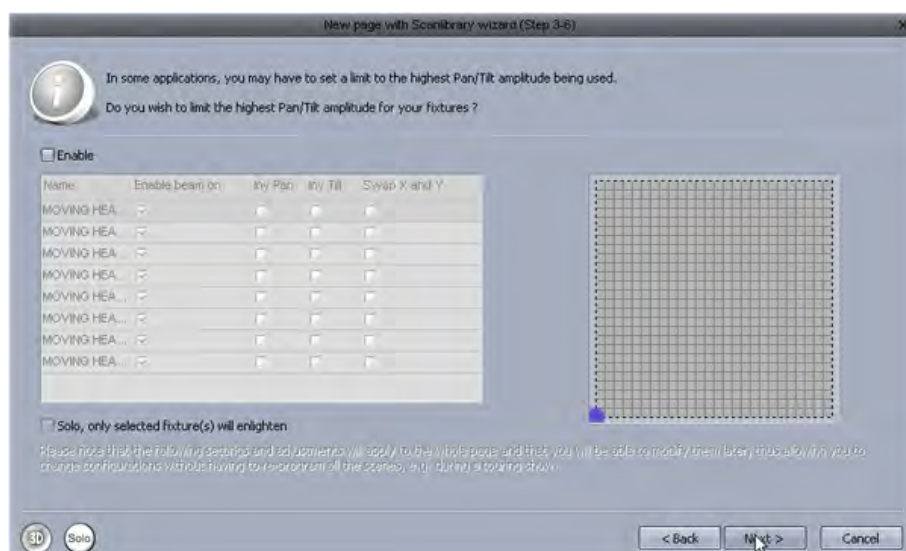 New page with Scanlibrary wizard (Step 3-6)
In some applications, you may have to set a limit to the highest Pan/Tilt amplitude being used.
Do you wish to limit the highest Pan/Tilt amplitude for your fixtures ?
Enable
Name Enable beam on Inv Pan Inv Tilt Swap X and Y
MOVING HEA...
MOVING HEA...
MOVING HEA...
MOVING HEA...
MOVING HEA...
MOVING HEA...
MOVING HEA...
MOVING HEA...
Solo, only selected fixture(s) will enlighten
Please note that the following settings and adjustments will apply to the whole page and that you will be able to modify them later, thus allowing you to
change configurations without having to re-program all the scenes, e.g. during a touring show.
3D Solo < Back Next > Cancel